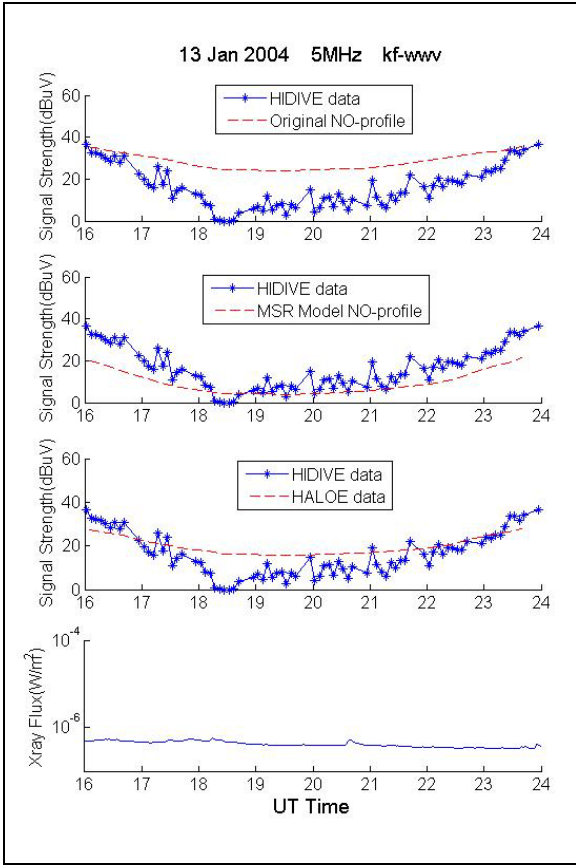 13 Jan 2004 5MHz kf-wwv
Signal Strength(dBuV)
60
40
20
0
HIDIVE data
Original NO-profile
16 17 18 19 20 21 22 23 24
Signal Strength(dBuV)
60
40
20
0
HIDIVE data
MSR Model NO-profile
16 17 18 19 20 21 22 23 24
Signal Strength(dBuV)
60
40
20
0
HIDIVE data
HALOE data
16 17 18 19 20 21 22 23 24
Xray Flux(W/m²)
10⁻⁴
10⁻⁶
16 17 18 19 20 21 22 23 24
UT Time